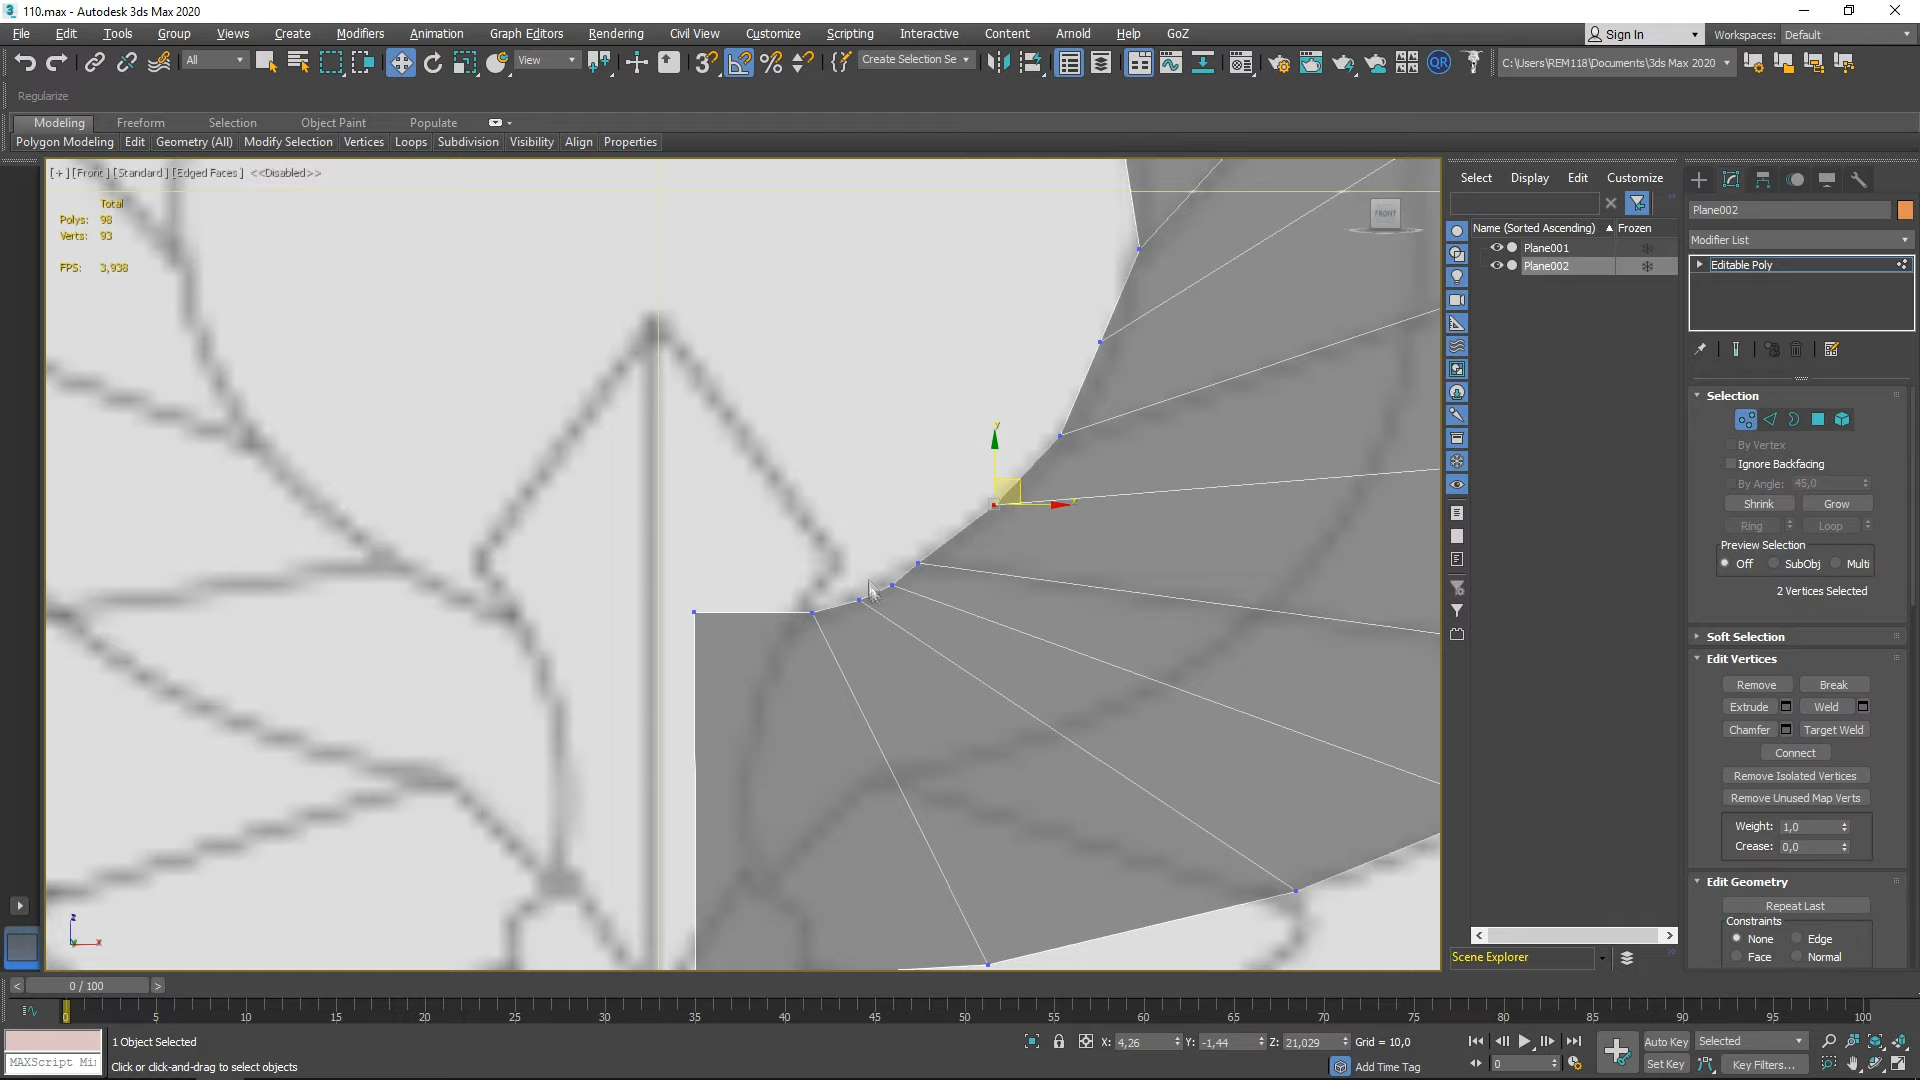 110.max - Autodesk 3ds Max 2020
File Edit Tools Group Views Create Modifiers Animation Graph Editors Rendering Civil View Customize Scripting Interactive Content Arnold Help GoZ Sign In Workspaces: Default
All View Create Selection Se QR C:\Users\REM118\Documents\3ds Max 2020
Regularize
Modeling Freeform Selection Object Paint Populate
Polygon Modeling Edit Geometry (All) Modify Selection Vertices Loops Subdivision Visibility Align Properties
[+] [Front] [Standard] [Edged Faces] <<Disabled>>
Total
Polys: 98
Verts: 93
FPS: 3,938
FRONT
y
x
z
x
Select Display Edit Customize
Name (Sorted Ascending) Frozen
Plane001
Plane002
Scene Explorer
Plane002
Modifier List
Editable Poly
Selection
By Vertex
Ignore Backfacing
By Angle: 45,0
Shrink Grow
Ring Loop
Preview Selection
Off SubObj Multi
2 Vertices Selected
Soft Selection
Edit Vertices
Remove Break
Extrude Weld
Chamfer Target Weld
Connect
Remove Isolated Vertices
Remove Unused Map Verts
Weight: 1,0
Crease: 0,0
Edit Geometry
Repeat Last
Constraints
None Edge
Face Normal
0 / 100
0 5 10 15 20 25 30 35 40 45 50 55 60 65 70 75 80 85 90 95 100
1 Object Selected
X: 4,26 Y: -1,44 Z: 21,029 Grid = 10,0
Auto Key Selected
MAXScript Mi
Click or click-and-drag to select objects
Add Time Tag
0
Set Key Key Filters...